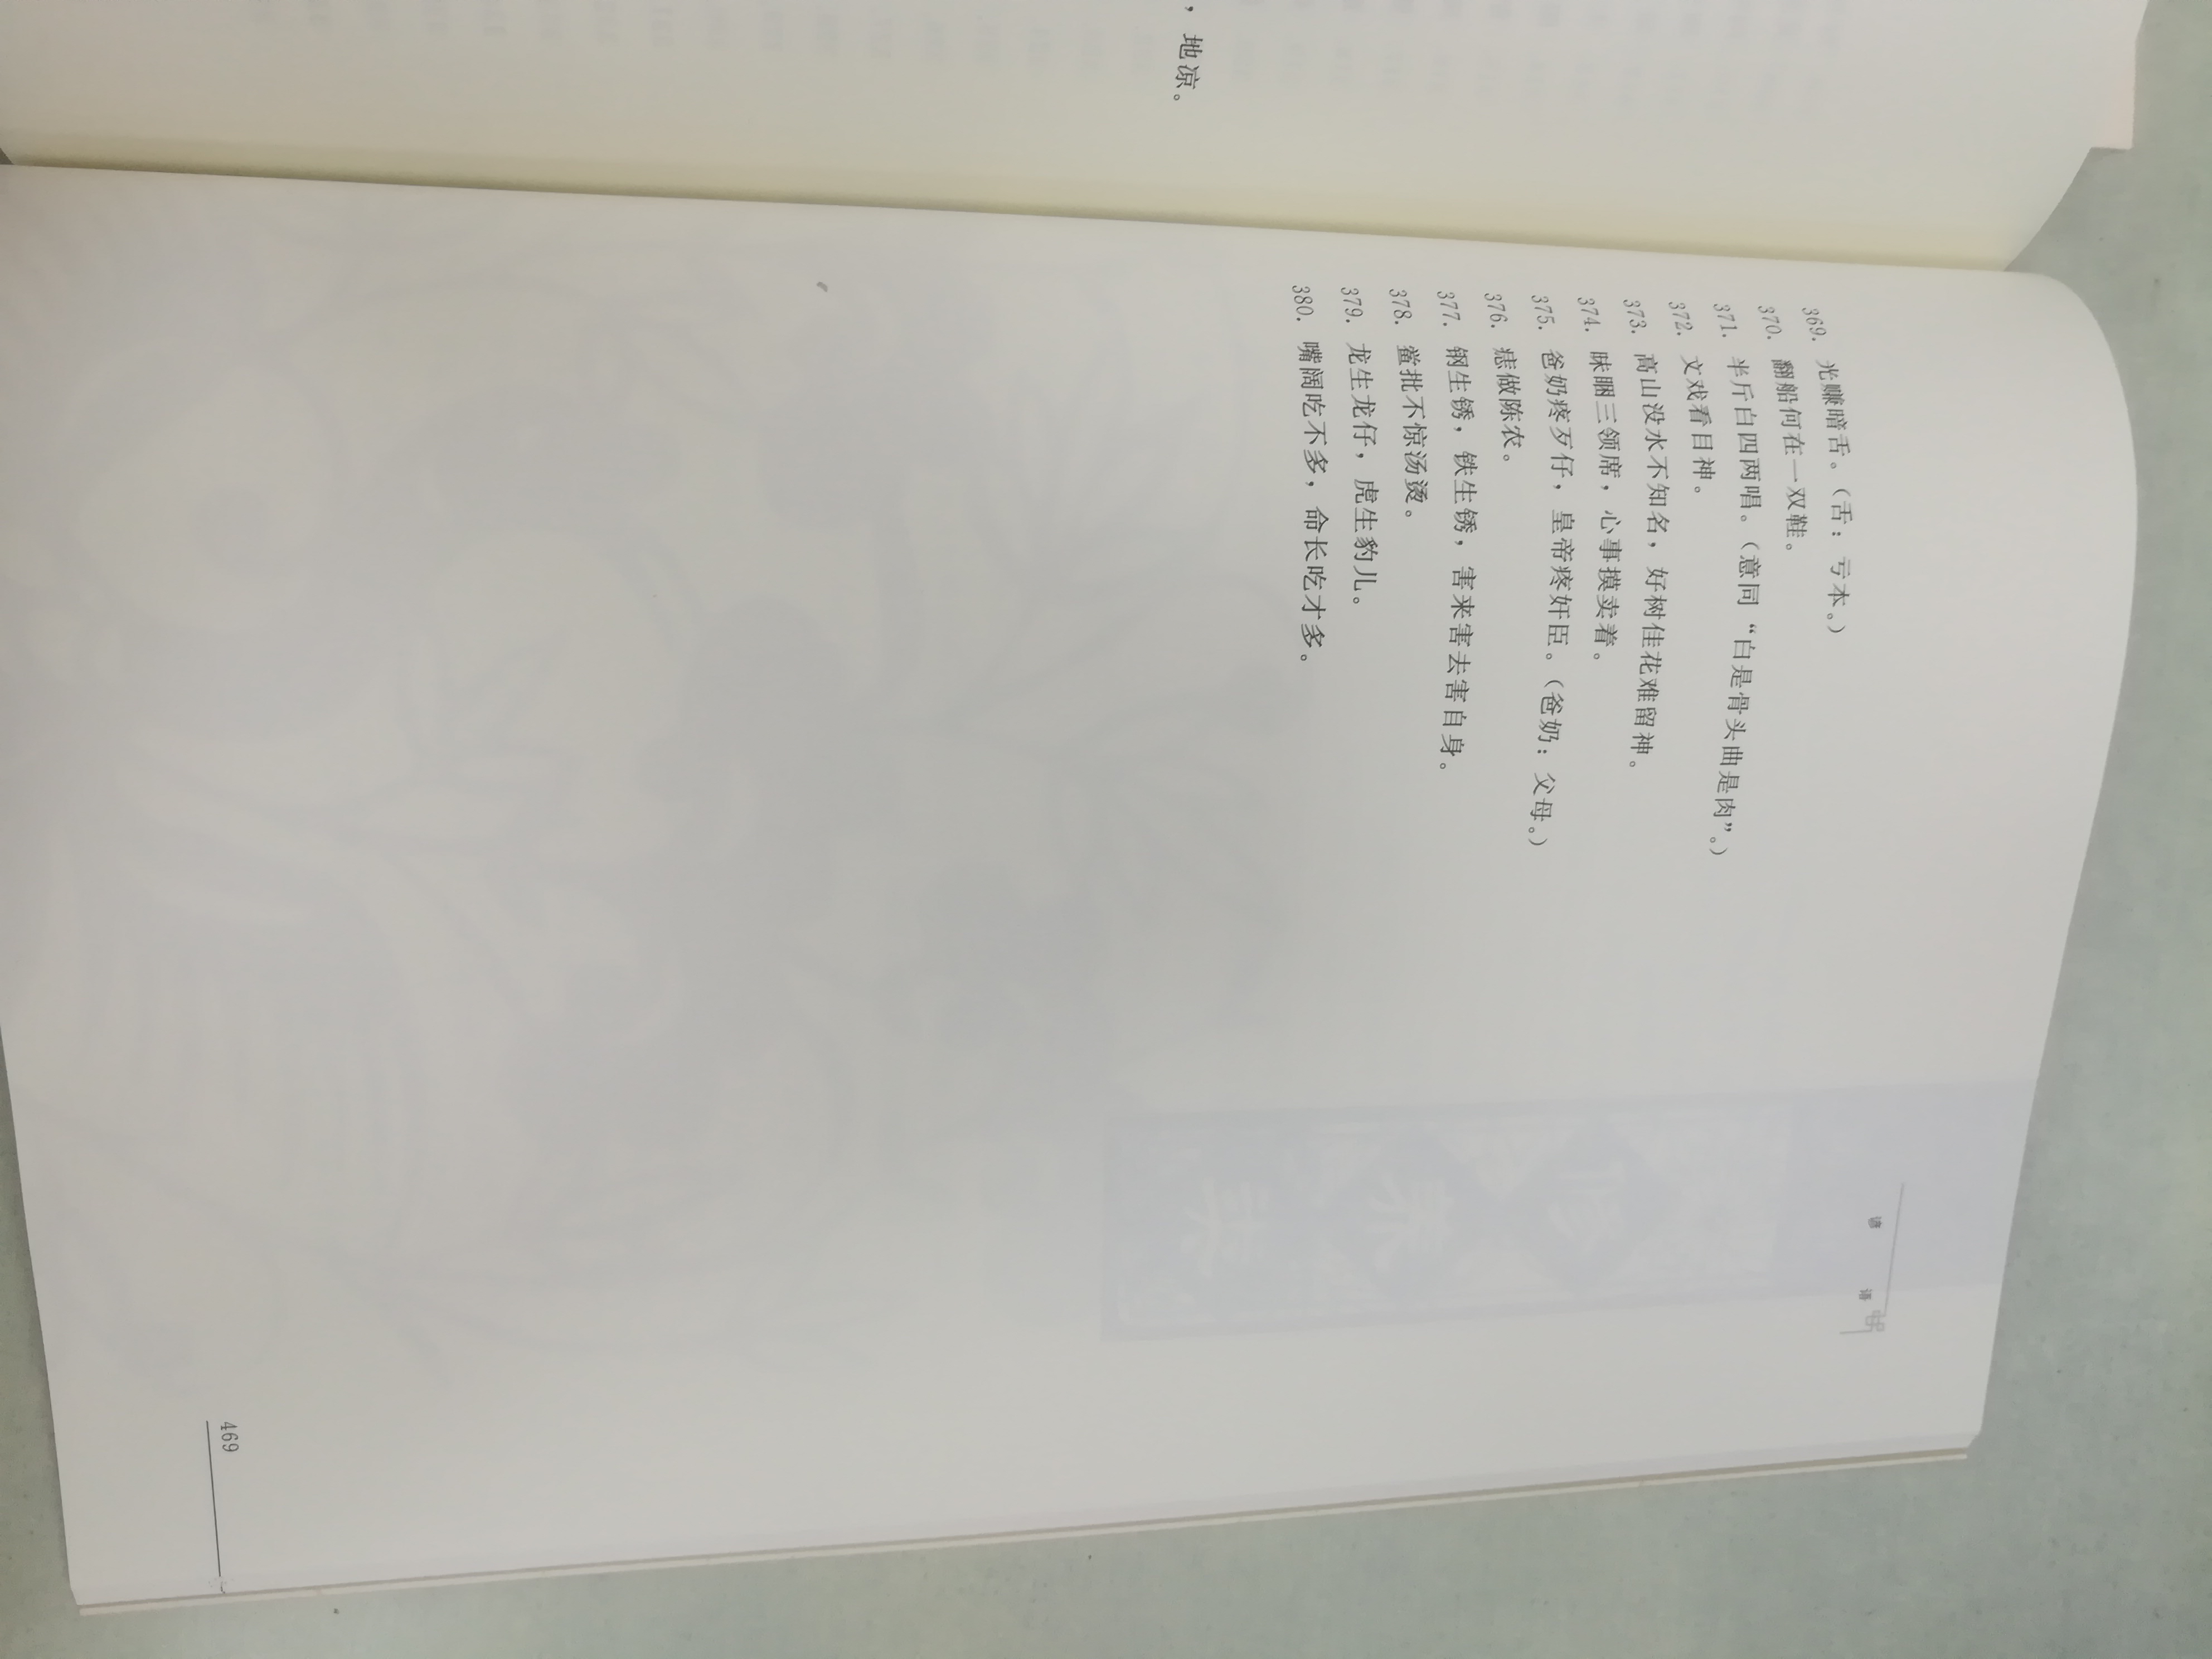 ，地凉。
谚 语
369. 光赚暗舌。（舌：亏本。）
370. 翻船何在一双鞋。
371. 半斤白四两唱。（意同“白是骨头曲是肉”。）
372. 文戏看目神。
373. 高山没水不知名，好树佳花难留神。
374. 昧睏三领席，心事摸卖着。
375. 爸奶疼歹仔，皇帝疼奸臣。（爸奶：父母。）
376. 痣做陈农。
377. 钢生锈，铁生锈，害来害去害自身。
378. 鲎批不惊汤烫。
379. 龙生龙仔，虎生豹儿。
380. 嘴阔吃不多，命长吃才多。
469